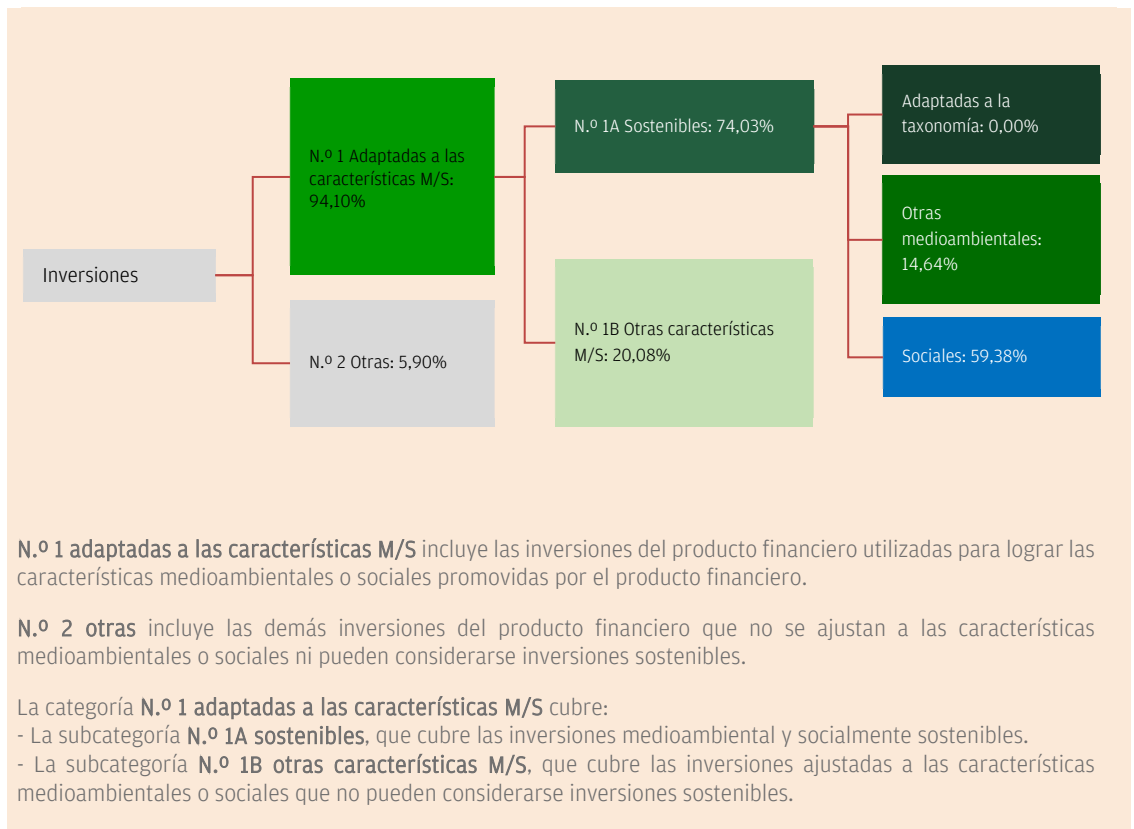 Inversiones
N.º 1 Adaptadas a las
características M/S:
94,10%
N.º 2 Otras: 5,90%
N.º 1A Sostenibles: 74,03%
N.º 1B Otras características
M/S: 20,08%
Adaptadas a la
taxonomía: 0,00%
Otras
medioambientales:
14,64%
Sociales: 59,38%
N.º 1 adaptadas a las características M/S incluye las inversiones del producto financiero utilizadas para lograr las
características medioambientales o sociales promovidas por el producto financiero.
N.º 2 otras incluye las demás inversiones del producto financiero que no se ajustan a las características
medioambientales o sociales ni pueden considerarse inversiones sostenibles.
La categoría N.º 1 adaptadas a las características M/S cubre:
- La subcategoría N.º 1A sostenibles, que cubre las inversiones medioambiental y socialmente sostenibles.
- La subcategoría N.º 1B otras características M/S, que cubre las inversiones ajustadas a las características
medioambientales o sociales que no pueden considerarse inversiones sostenibles.